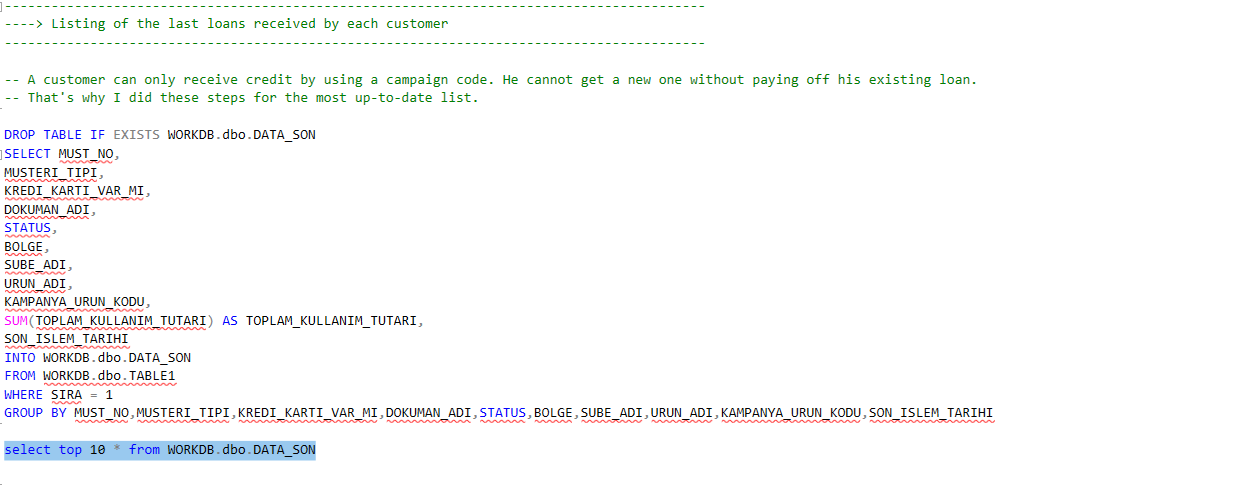 ------------------------------------------------------------------------------------------
----> Listing of the last loans received by each customer
------------------------------------------------------------------------------------------
-- A customer can only receive credit by using a campaign code. He cannot get a new one without paying off his existing loan.
-- That's why I did these steps for the most up-to-date list.
DROP TABLE IF EXISTS WORKDB.dbo.DATA_SON
SELECT MUST_NO,
MUSTERI_TIPI,
KREDI_KARTI_VAR_MI,
DOKUMAN_ADI,
STATUS,
BOLGE,
SUBE_ADI,
URUN_ADI,
KAMPANYA_URUN_KODU,
SUM(TOPLAM_KULLANIM_TUTARI) AS TOPLAM_KULLANIM_TUTARI,
SON_ISLEM_TARIHI
INTO WORKDB.dbo.DATA_SON
FROM WORKDB.dbo.TABLE1
WHERE SIRA = 1
GROUP BY MUST_NO,MUSTERI_TIPI,KREDI_KARTI_VAR_MI,DOKUMAN_ADI,STATUS,BOLGE,SUBE_ADI,URUN_ADI,KAMPANYA_URUN_KODU,SON_ISLEM_TARIHI
select top 10 * from WORKDB.dbo.DATA_SON